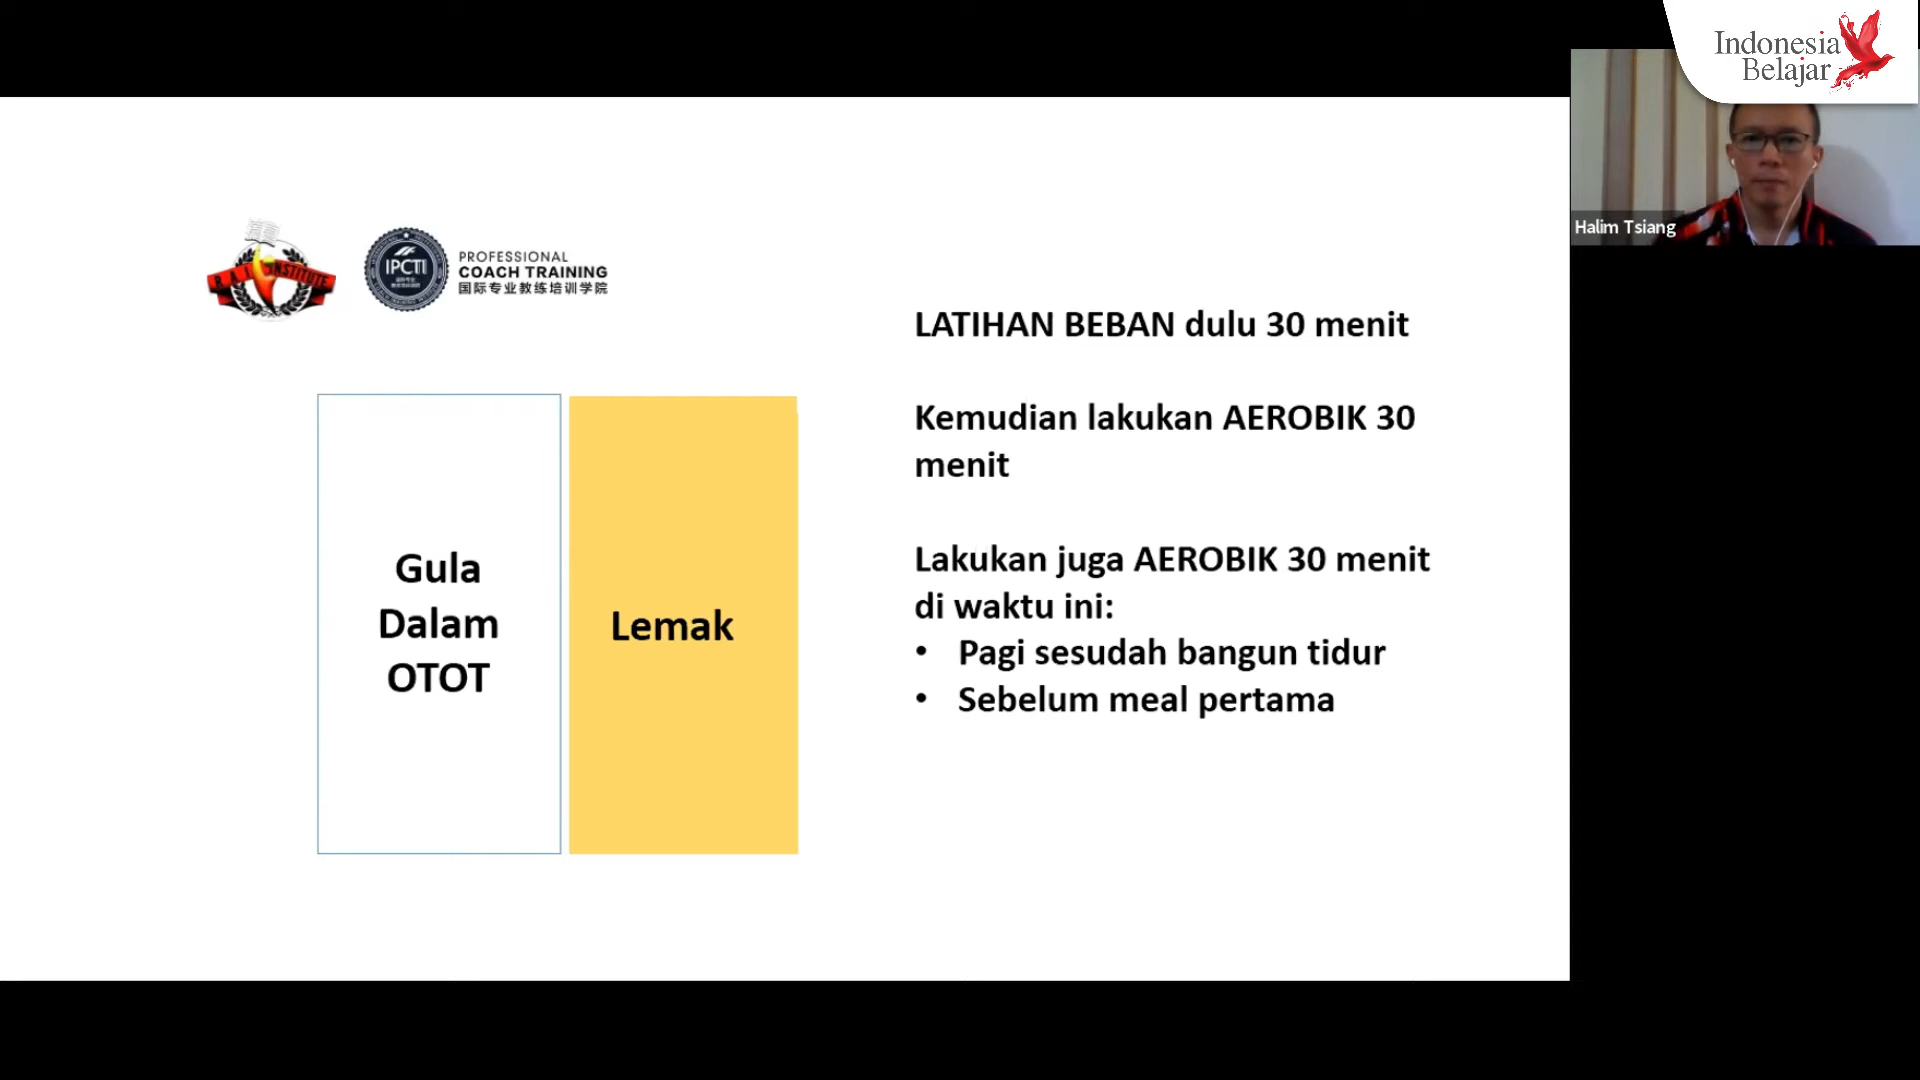 Indonesia
Belajar
Halim Tsiang
R.A.I INSTITUTE
IPCTI
PROFESSIONAL
COACH TRAINING
国际专业教练培训学院
LATIHAN BEBAN dulu 30 menit
Kemudian lakukan AEROBIK 30
menit
Lakukan juga AEROBIK 30 menit
di waktu ini:
• Pagi sesudah bangun tidur
• Sebelum meal pertama
Gula
Dalam
OTOT
Lemak